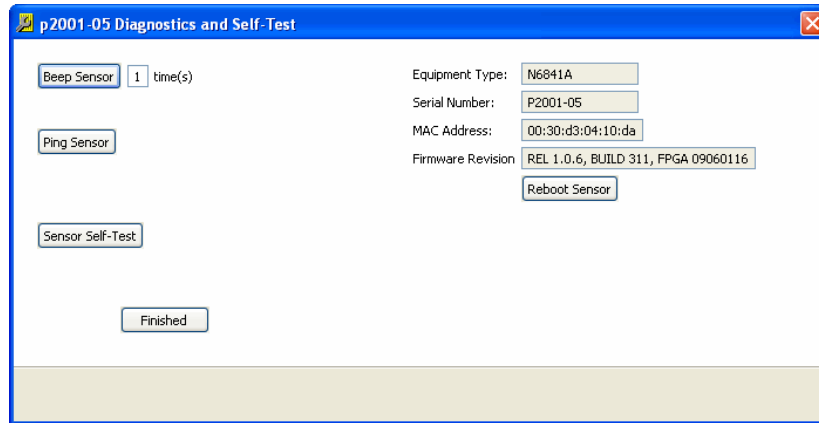 p2001-05 Diagnostics and Self-Test
Beep Sensor 1 time(s)
Ping Sensor
Sensor Self-Test
Finished
Equipment Type: N6841A
Serial Number: P2001-05
MAC Address: 00:30:d3:04:10:da
Firmware Revision REL 1.0.6, BUILD 311, FPGA 09060116
Reboot Sensor